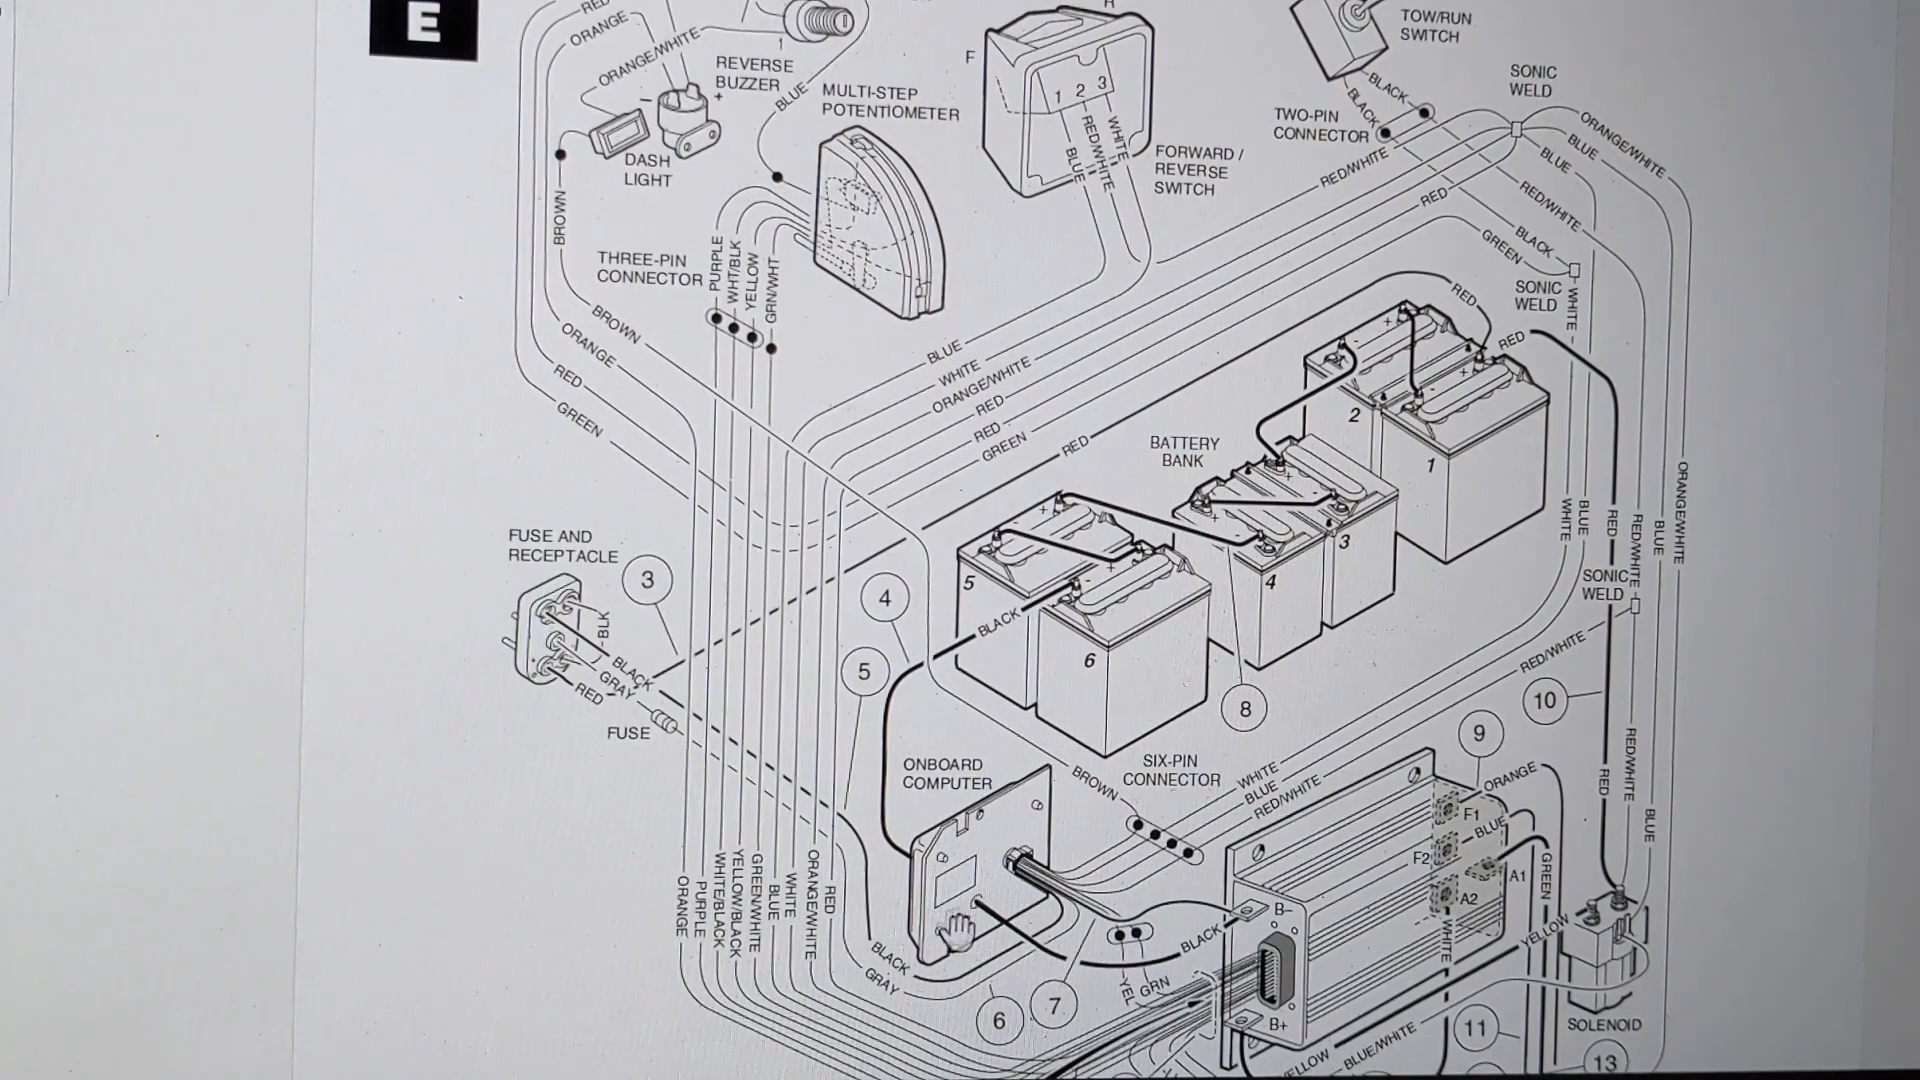 E
RED
ORANGE
ORANGE/WHITE
REVERSE
BUZZER
BLUE
DASH
LIGHT
BROWN
MULTI-STEP
POTENTIOMETER
F
R
1 2 3
BLUE
RED/WHITE
WHITE
FORWARD /
REVERSE
SWITCH
TOW/RUN
SWITCH
BLACK
BLACK
TWO-PIN
CONNECTOR
SONIC
WELD
ORANGE/WHITE
BLUE
BLUE
RED/WHITE
RED
RED/WHITE
BLACK
GREEN
SONIC
WELD
WHITE
THREE-PIN
CONNECTOR
PURPLE
WHT/BLK
YELLOW
GRN/WHT
BROWN
ORANGE
RED
GREEN
BLUE
WHITE
ORANGE/WHITE
RED
RED
GREEN
RED
RED
RED
BATTERY
BANK
1
2
3
4
5
6
FUSE AND
RECEPTACLE
3
BLK
BLACK
GRAY
RED
FUSE
4
BLACK
5
8
WHITE
BLUE
RED
RED/WHITE
BLUE
ORANGE/WHITE
SONIC
WELD
RED/WHITE
10
9
RED
RED/WHITE
BLUE
ONBOARD
COMPUTER
SIX-PIN
CONNECTOR
BROWN
WHITE
BLUE
RED/WHITE
ORANGE
F1
BLUE
F2
A1
A2
GREEN
WHITE
YELLOW
B-
BLACK
B+
YEL
GRN
ORANGE
PURPLE
WHITE/BLACK
YELLOW/BLACK
GREEN/WHITE
BLUE
WHITE
ORANGE/WHITE
RED
BLACK
GRAY
6
7
SOLENOID
11
13
YELLOW
BLUE/WHITE